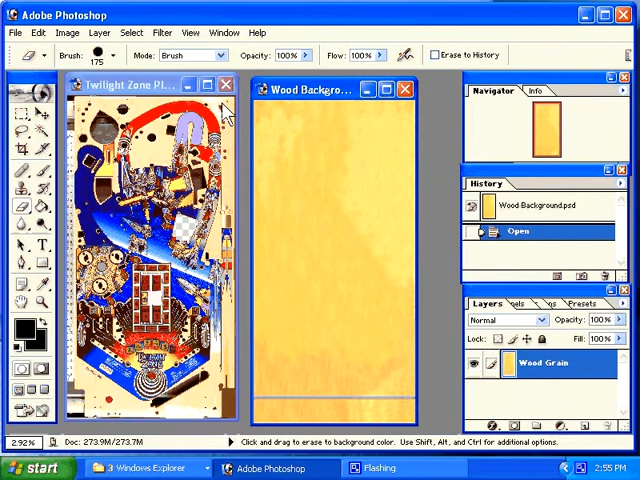 Adobe Photoshop
File Edit Image Layer Select Filter View Window Help
Brush: 175 Mode: Brush Opacity: 100% Flow: 100% Erase to History
Twilight Zone Pl...
Wood Backgro...
Navigator Info
History
Wood Background.psd
Open
Layers Presets
Normal Opacity: 100%
Lock: Fill: 100%
Wood Grain
TWILIGHT
ZONE
2.92% Doc: 273.9M/273.7M Click and drag to erase to background color. Use Shift, Alt, and Ctrl for additional options.
start 3 Windows Explorer Adobe Photoshop Flashing 2:55 PM